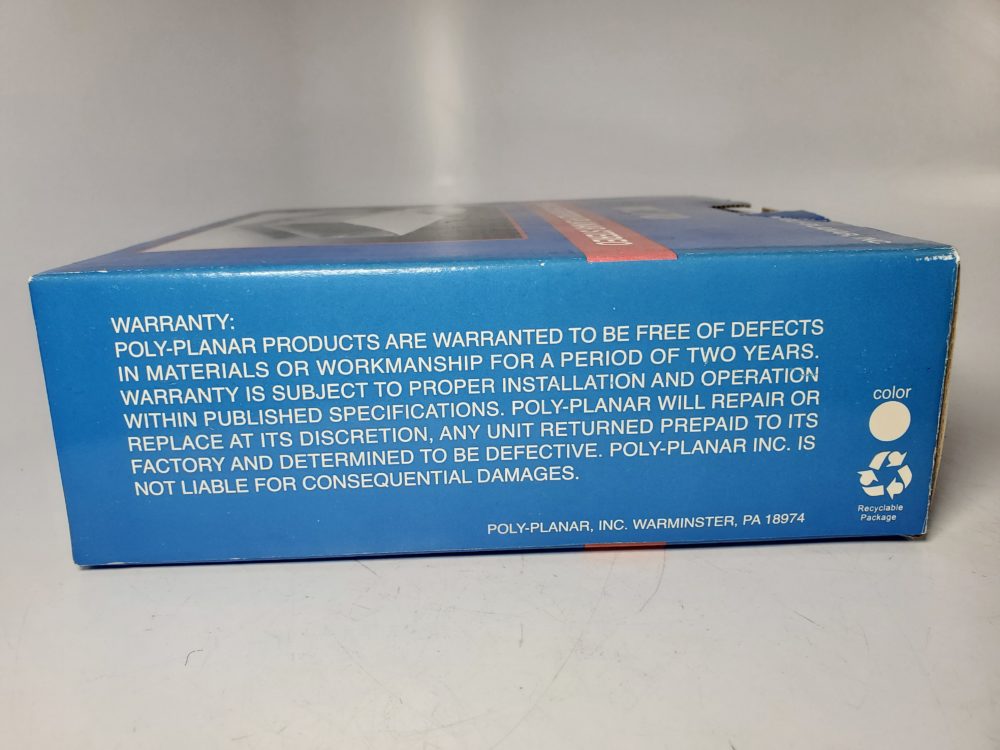 WARRANTY:
POLY-PLANAR PRODUCTS ARE WARRANTED TO BE FREE OF DEFECTS
IN MATERIALS OR WORKMANSHIP FOR A PERIOD OF TWO YEARS.
WARRANTY IS SUBJECT TO PROPER INSTALLATION AND OPERATION
WITHIN PUBLISHED SPECIFICATIONS. POLY-PLANAR WILL REPAIR OR
REPLACE AT ITS DISCRETION, ANY UNIT RETURNED PREPAID TO ITS
FACTORY AND DETERMINED TO BE DEFECTIVE. POLY-PLANAR INC. IS
NOT LIABLE FOR CONSEQUENTIAL DAMAGES.
POLY-PLANAR, INC. WARMINSTER, PA 18974
color
Recyclable
Package